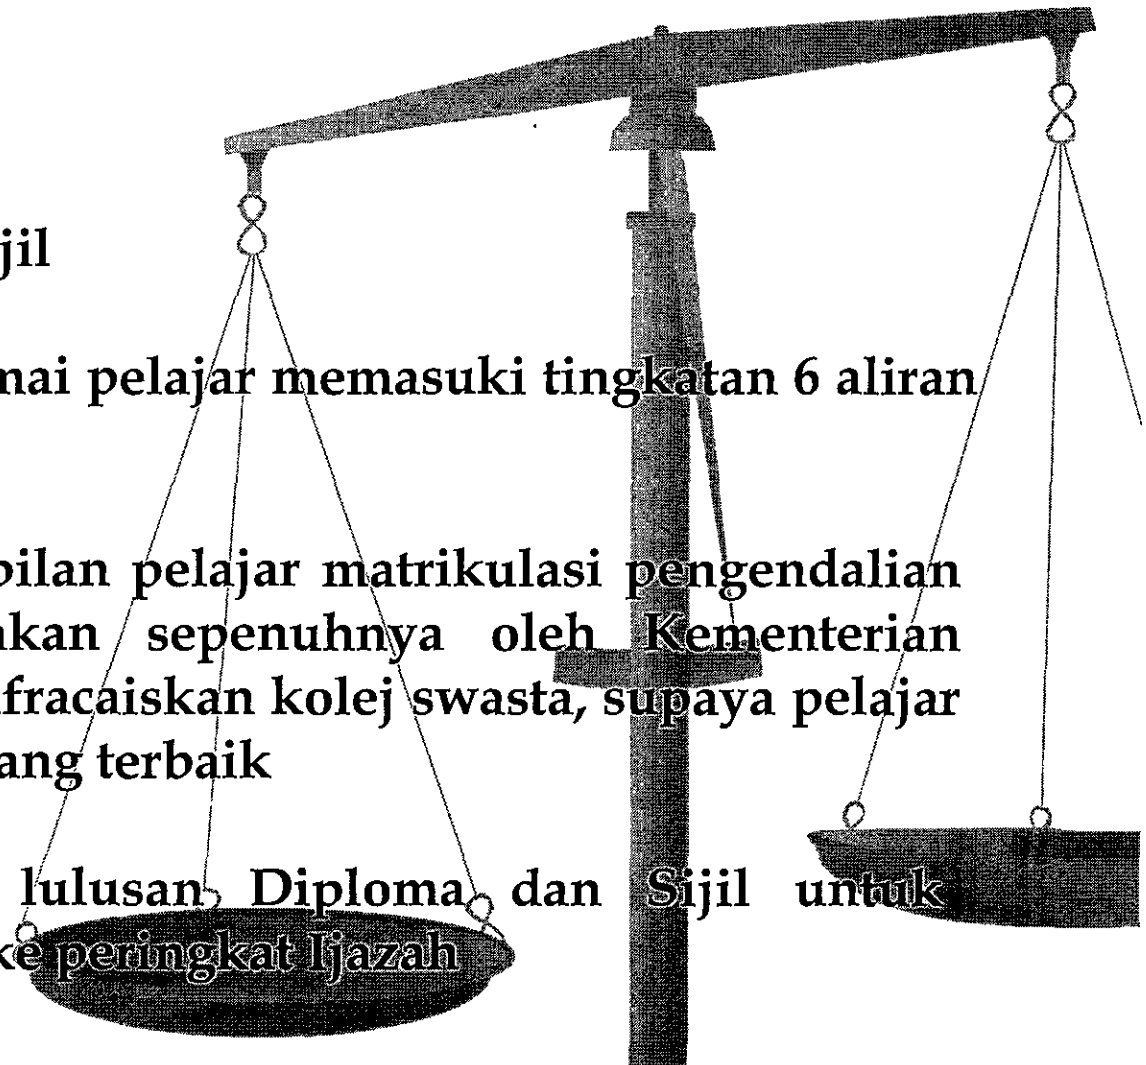 jil
nai pelajar memasuki tingkatan 6 aliran
bilan pelajar matrikulasi pengendalian
nkan sepenuhnya oleh Kementerian
fracaiskan kolej swasta, supaya pelajar
ang terbaik
lulusan Diploma dan Sijil untuk
ke peringkat Ijazah